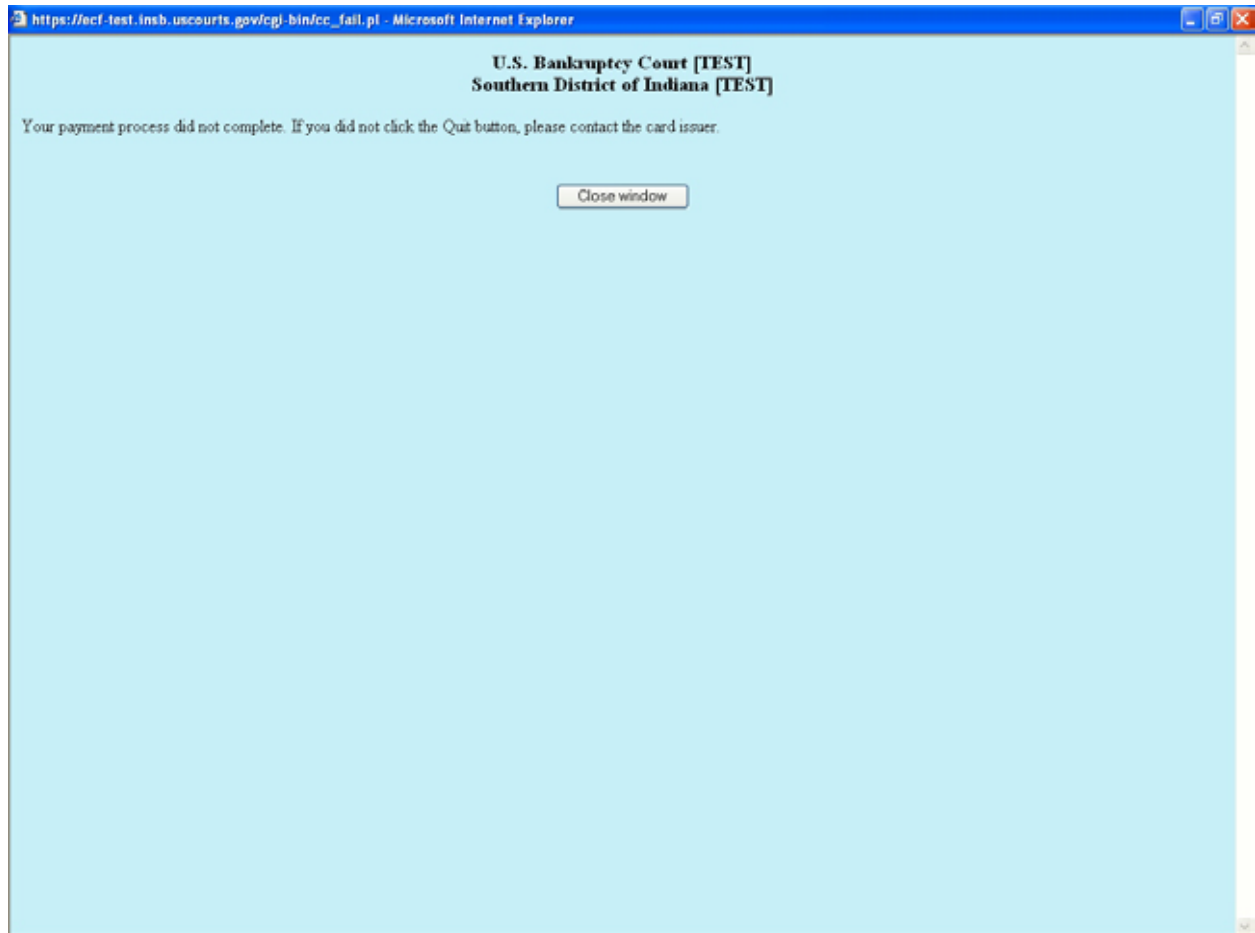 https://ecf-test.insb.uscourts.gov/cgi-bin/cc_fail.pl - Microsoft Internet Explorer
U.S. Bankruptcy Court [TEST]
Southern District of Indiana [TEST]
Your payment process did not complete. If you did not click the Quit button, please contact the card issuer.
Close window